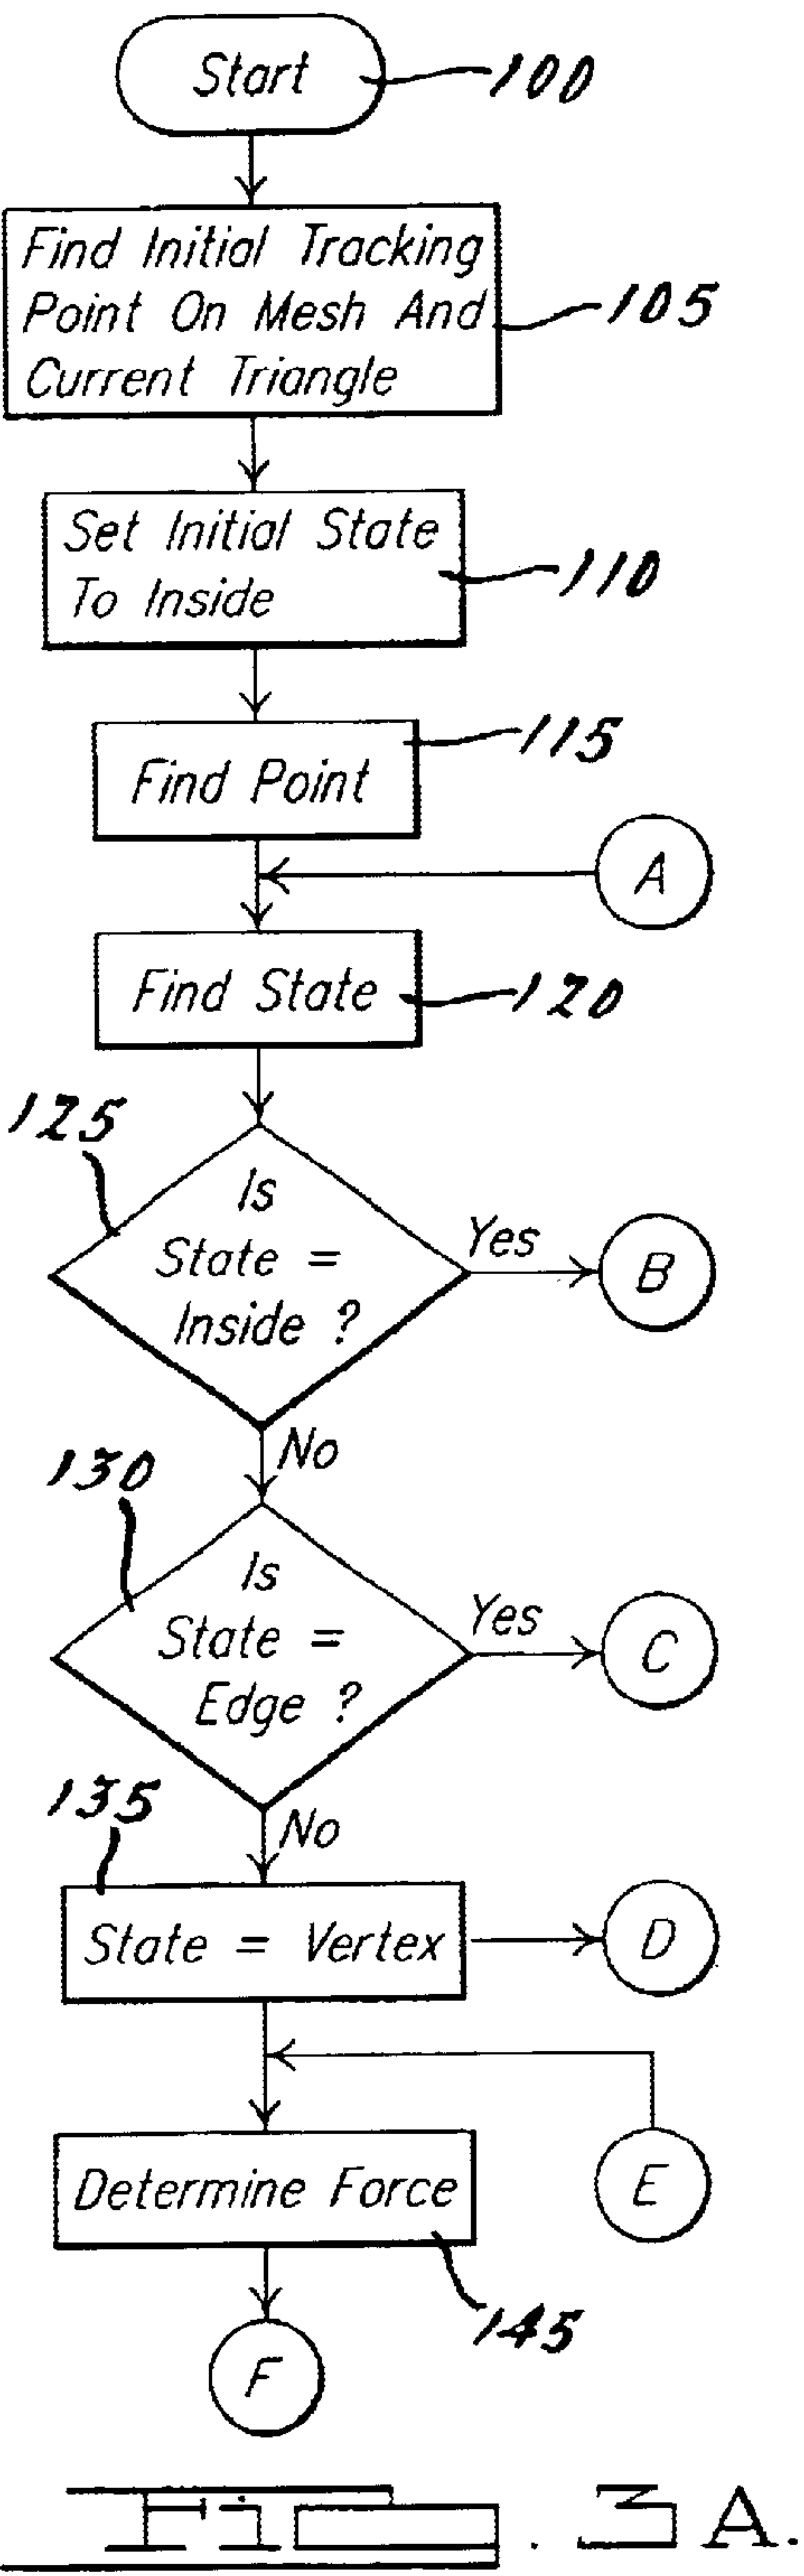 Start
100
Find Initial Tracking
Point On Mesh And
Current Triangle
105
Set Initial State
To Inside
110
Find Point
115
A
Find State
120
125
Is
State =
Inside ?
Yes
B
No
130
Is
State =
Edge ?
Yes
C
No
135
State = Vertex
D
Determine Force
E
145
F
FIG. 3A.